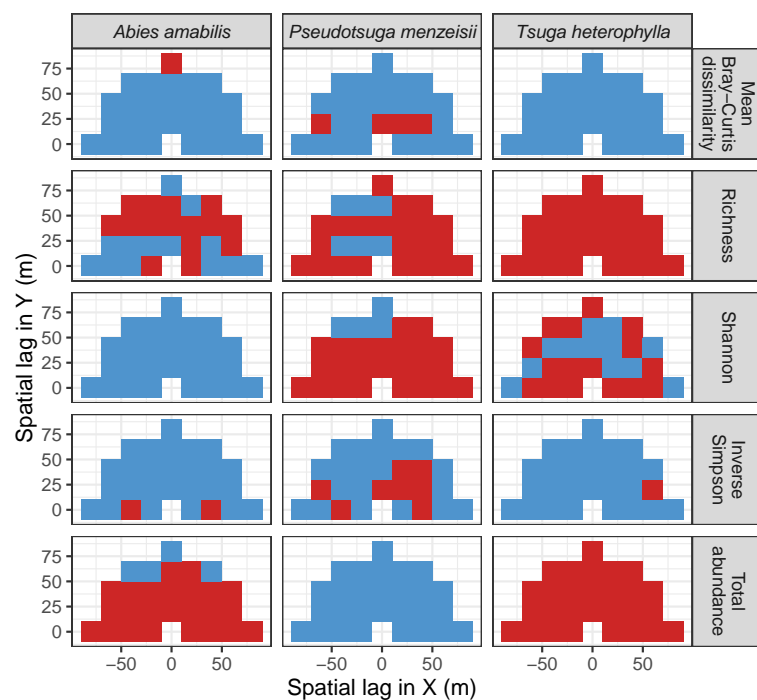 Abies amabilis Pseudotsuga menzeisii Tsuga heterophylla
75
50
25
0
Mean
Bray−Curtis
dissimilarity
75
50
25
0
Richness
75
50
25
0
Shannon
75
50
25
0
Inverse
Simpson
75
50
25
0
Total
abundance
Spatial lag in Y (m)
−50 0 50 −50 0 50 −50 0 50
Spatial lag in X (m)